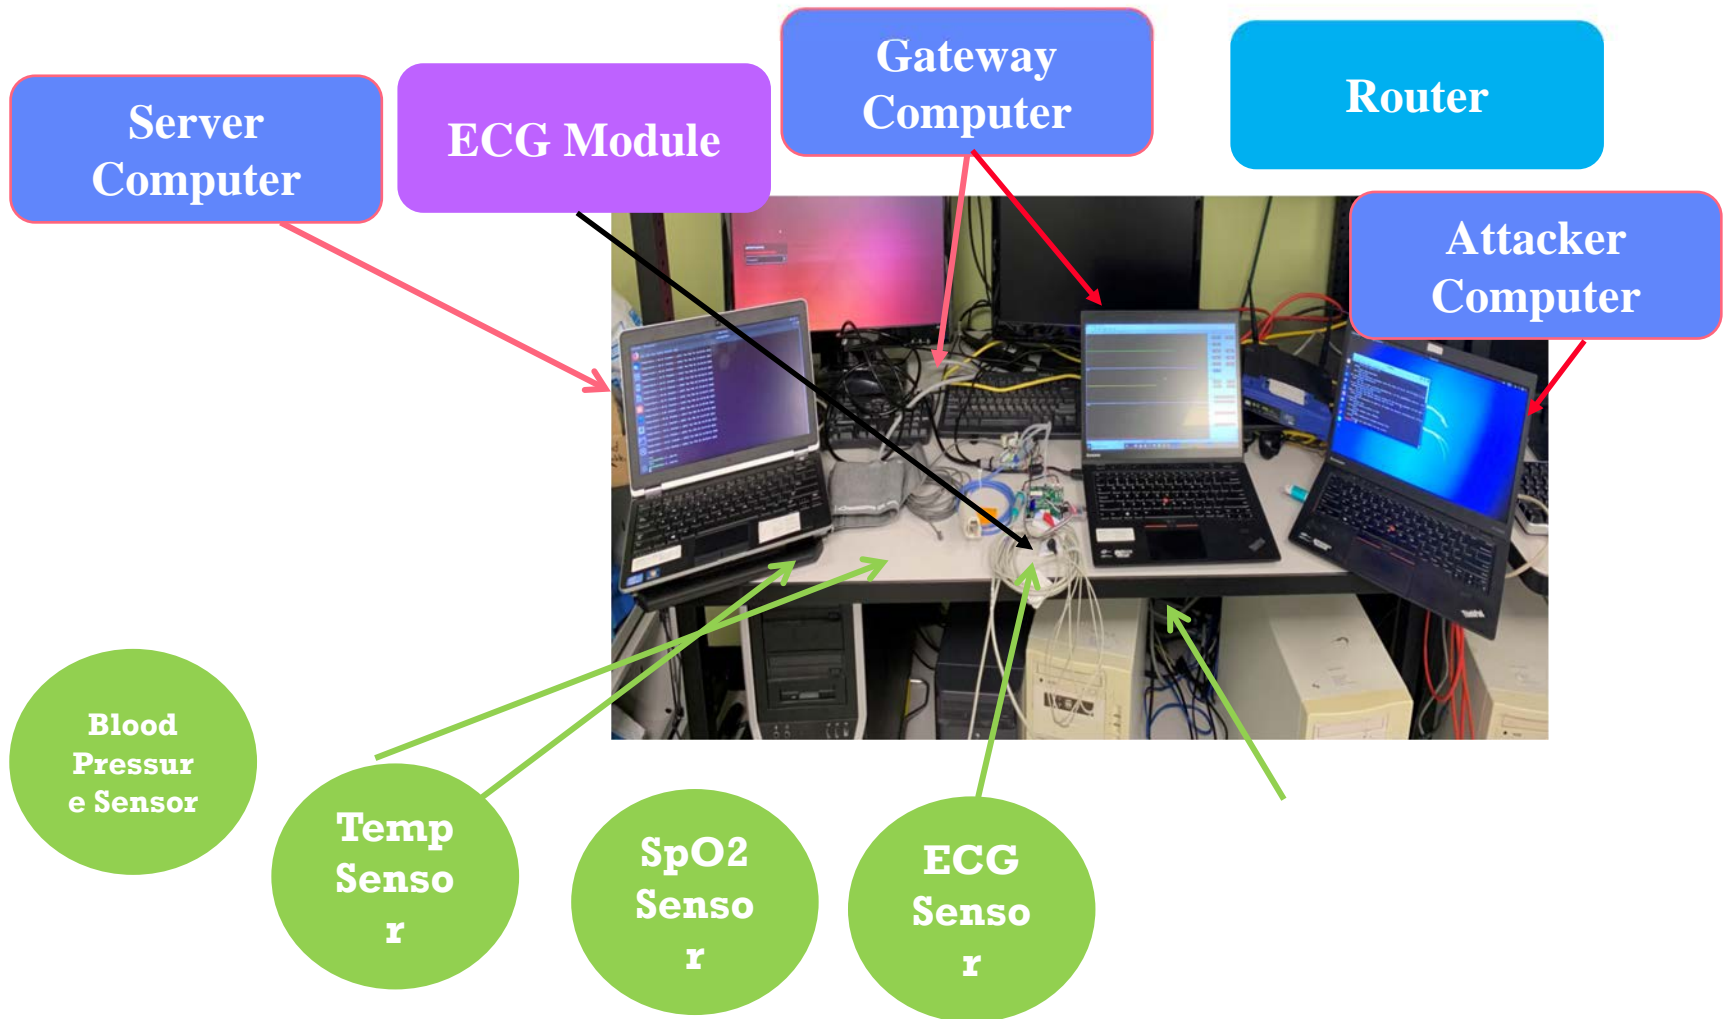 Gateway
Computer
Router
Server
Computer
ECG Module
Attacker
Computer
Blood
Pressur
e Sensor
Temp
Senso
r
SpO2
Senso
r
ECG
Senso
r